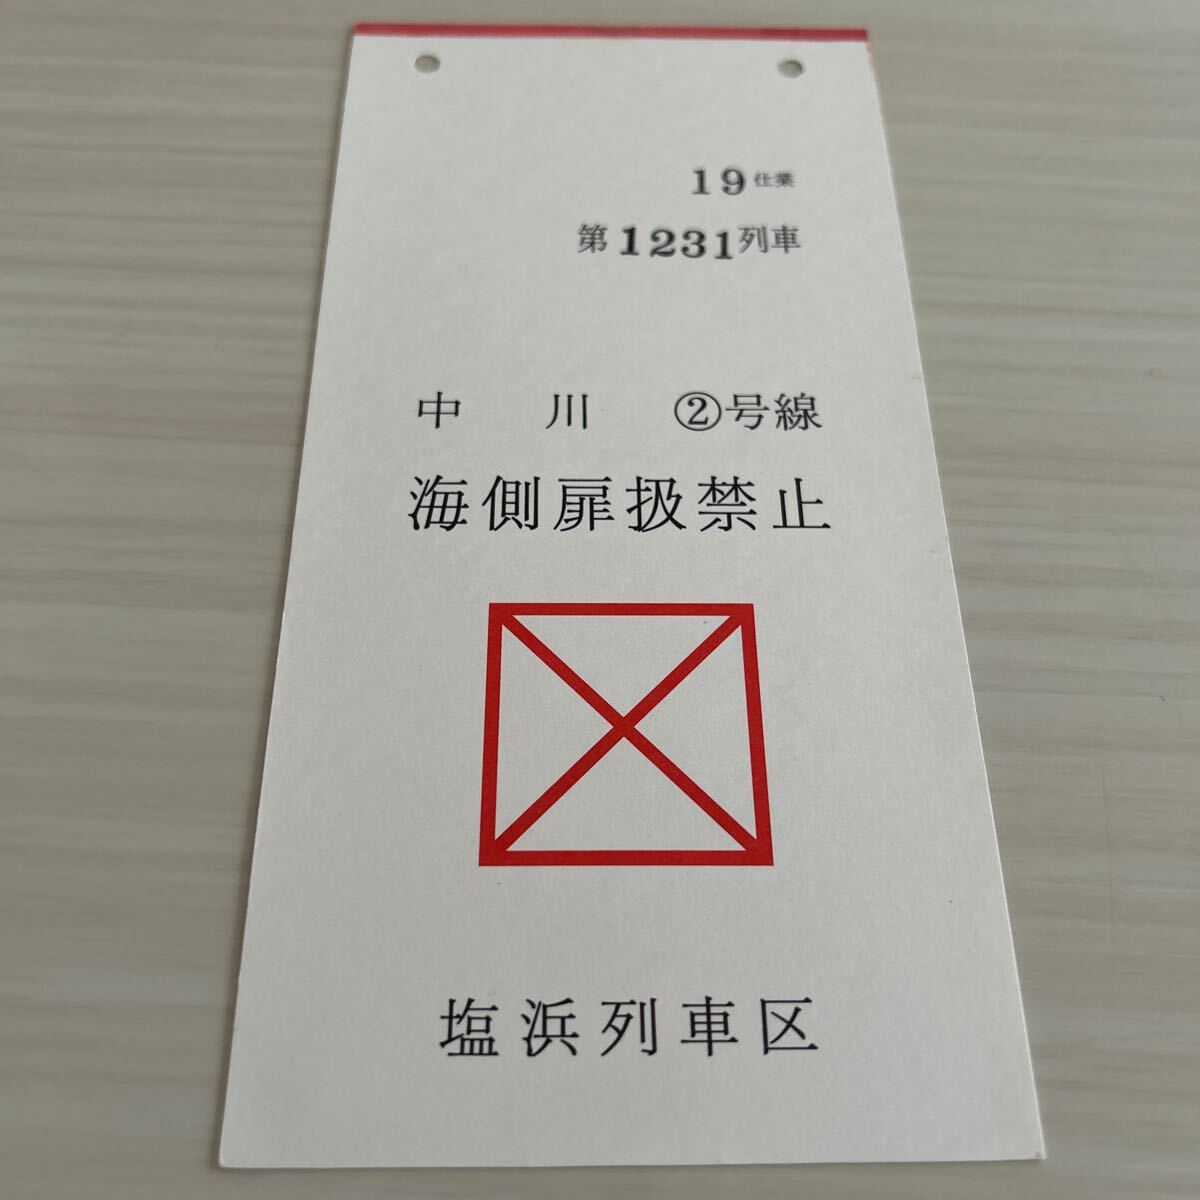 19仕業
第1231列車
中川 ②号線
海側扉扱禁止
塩浜列車区